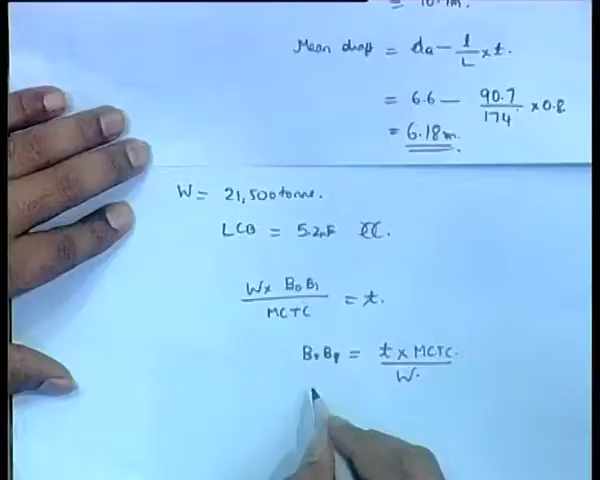 Mean draft = da − l/L × t.
= 6.6 − 90.7/174 × 0.8
= 6.18m.
W = 21,500 tonne.
LCB = 5.2mF
W × B0B1 / MCTC = t.
B0B1 = t × MCTC. / W.